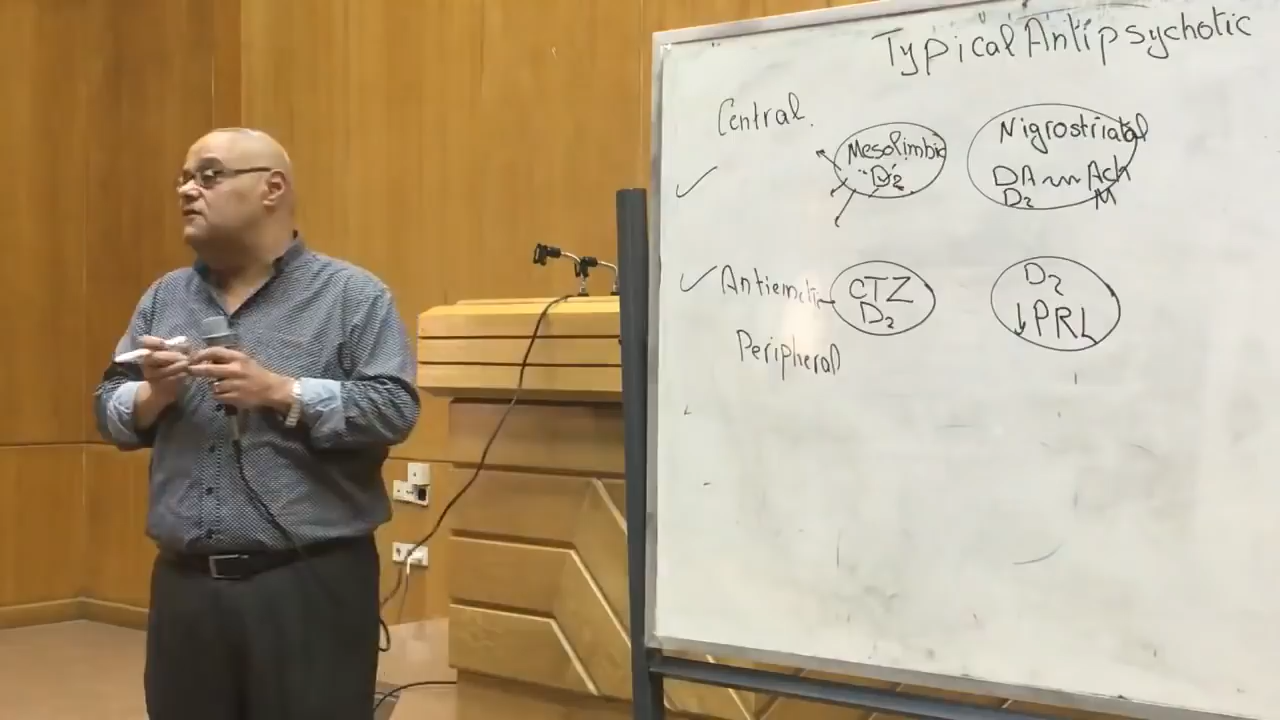 Typical Antipsychotic
Central.
Mesolimbic
D2
Nigrostriatal
DA Ach
D2 M
Antiemetic
CTZ
D2
D2
↓PRL
Peripheral